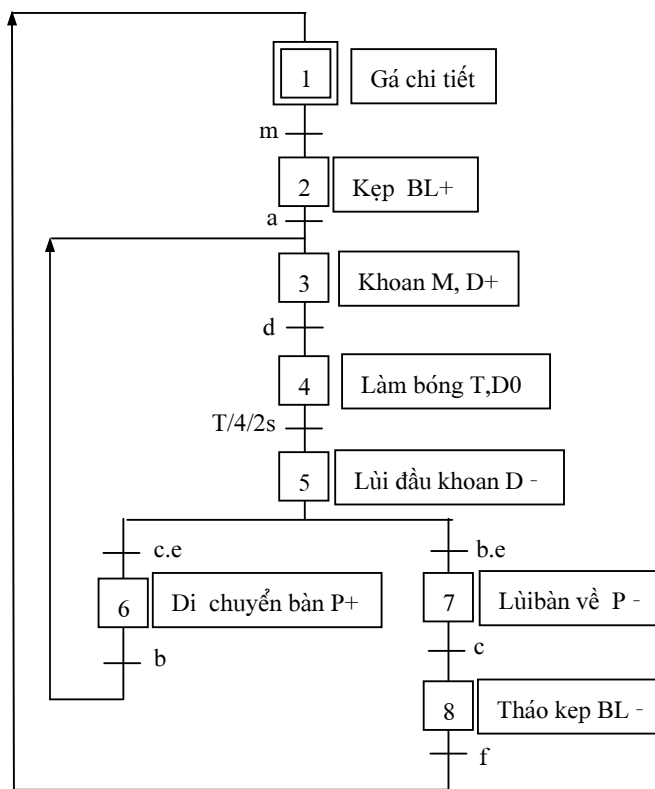 1
Gá chi tiết
m
2
Kẹp BL+
a
3
Khoan M, D+
d
4
Làm bóng T,D0
T/4/2s
5
Lùi đầu khoan D -
c.e
b.e
6
Di chuyển bàn P+
7
Lùibàn về P -
b
c
8
Tháo kep BL -
f